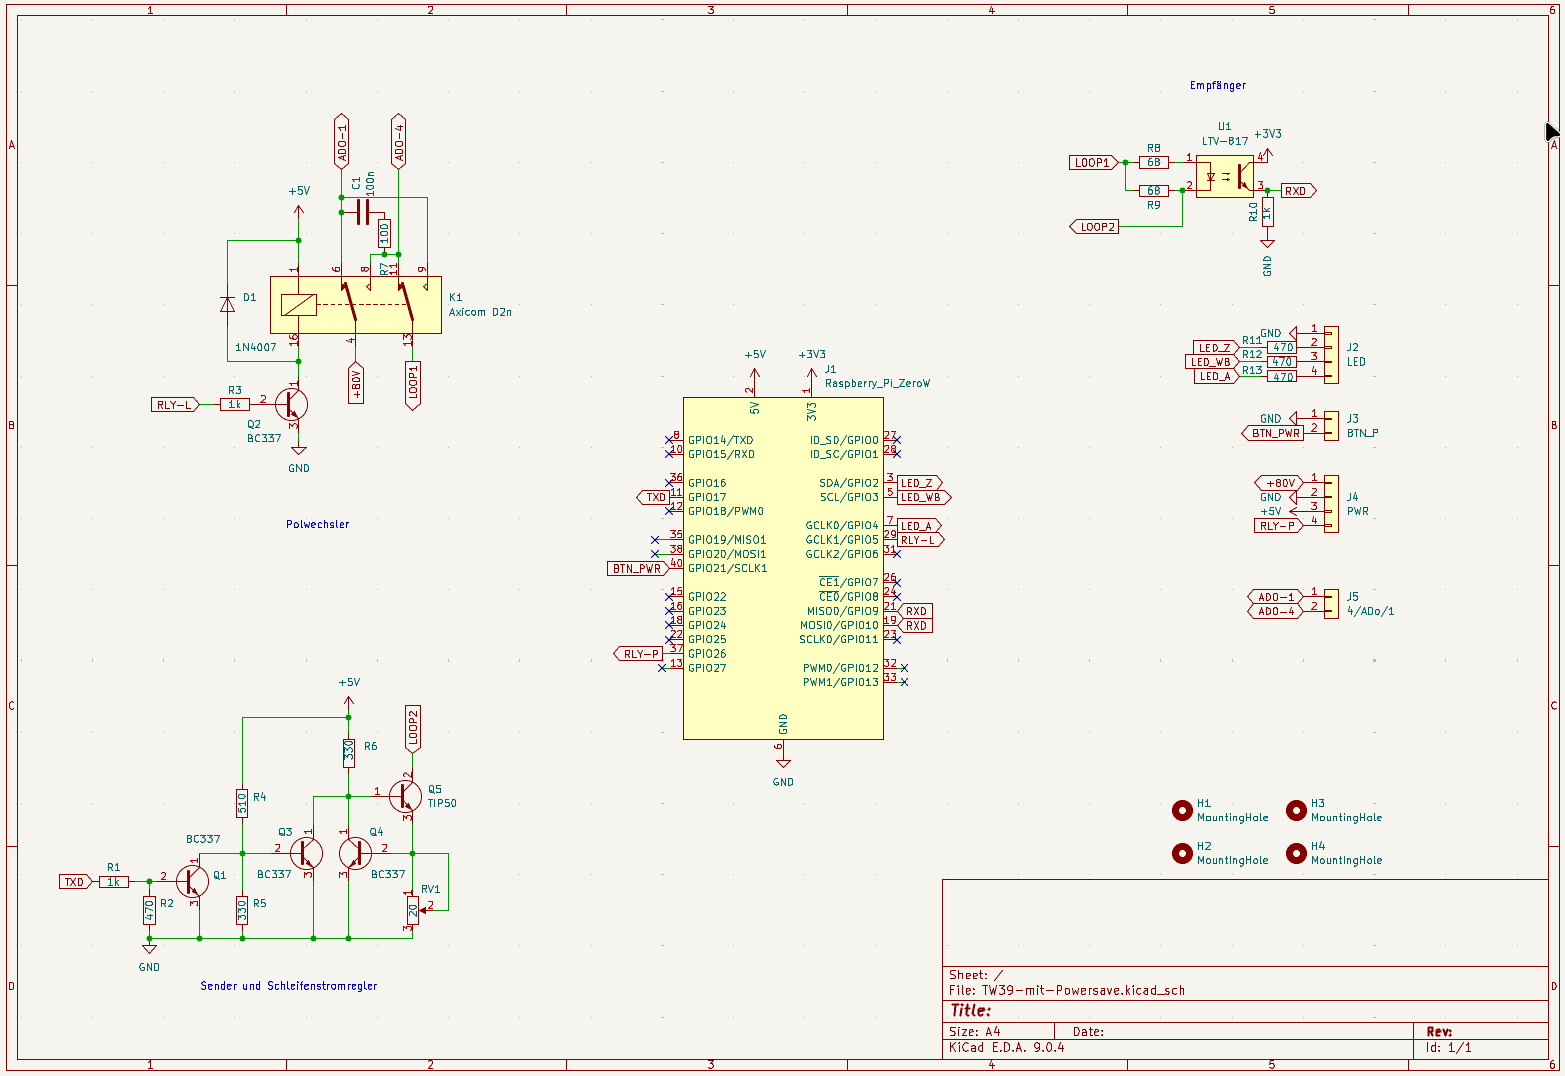 1 2 3 4 5 6
A
B
C
D
A
B
C
D
1 2 3 4 5 6
Empfänger
U1
LTV-817
+3V3
LOOP1
R8
68
1
4
68
R9
2
3
RXD
LOOP2
R10
1k
GND
ADO-1
ADO-4
C1
100n
+5V
100
R7
1
6
8
11
9
D1
1N4007
K1
Axicom D2n
16
4
13
+80V
LOOP1
RLY-L
R3
1k
2
1
3
Q2
BC337
GND
Polwechsler
+5V
+3V3
J1
Raspberry_Pi_ZeroW
2
1
5V
3V3
8 GPIO14/TXD
10 GPIO15/RXD
36 GPIO16
TXD 11 GPIO17
12 GPIO18/PWM0
35 GPIO19/MISO1
38 GPIO20/MOSI1
BTN_PWR 40 GPIO21/SCLK1
15 GPIO22
16 GPIO23
18 GPIO24
22 GPIO25
RLY-P 37 GPIO26
13 GPIO27
ID_SD/GPIO0 27
ID_SC/GPIO1 28
SDA/GPIO2 3 LED_Z
SCL/GPIO3 5 LED_WB
GCLK0/GPIO4 7 LED_A
GCLK1/GPIO5 29 RLY-L
GCLK2/GPIO6 31
CE1/GPIO7 26
CE0/GPIO8 24
MISO0/GPIO9 21 RXD
MOSI0/GPIO10 19 RXD
SCLK0/GPIO11 23
PWM0/GPIO12 32
PWM1/GPIO13 33
GND
6
GND
GND 1
LED_Z R11 470 2
LED_WB R12 470 3
LED_A R13 470 4
J2
LED
GND 1
BTN_PWR 2
J3
BTN_P
+80V 1
GND 2
+5V 3
RLY-P 4
J4
PWR
ADO-1 1
ADO-4 2
J5
4/ADo/1
+5V
LOOP2
330
R6
2
1
3
Q5
TIP50
510
R4
BC337
Q3
2
1
3
BC337
Q4
1
2
3
BC337
TXD
R1
1k
2
1
3
Q1
470
R2
330
R5
RV1
1
20
2
3
GND
Sender und Schleifenstromregler
H1
MountingHole
H3
MountingHole
H2
MountingHole
H4
MountingHole
Sheet: /
File: TW39-mit-Powersave.kicad_sch
Title:
Size: A4 Date: Rev:
KiCad E.D.A. 9.0.4 Id: 1/1